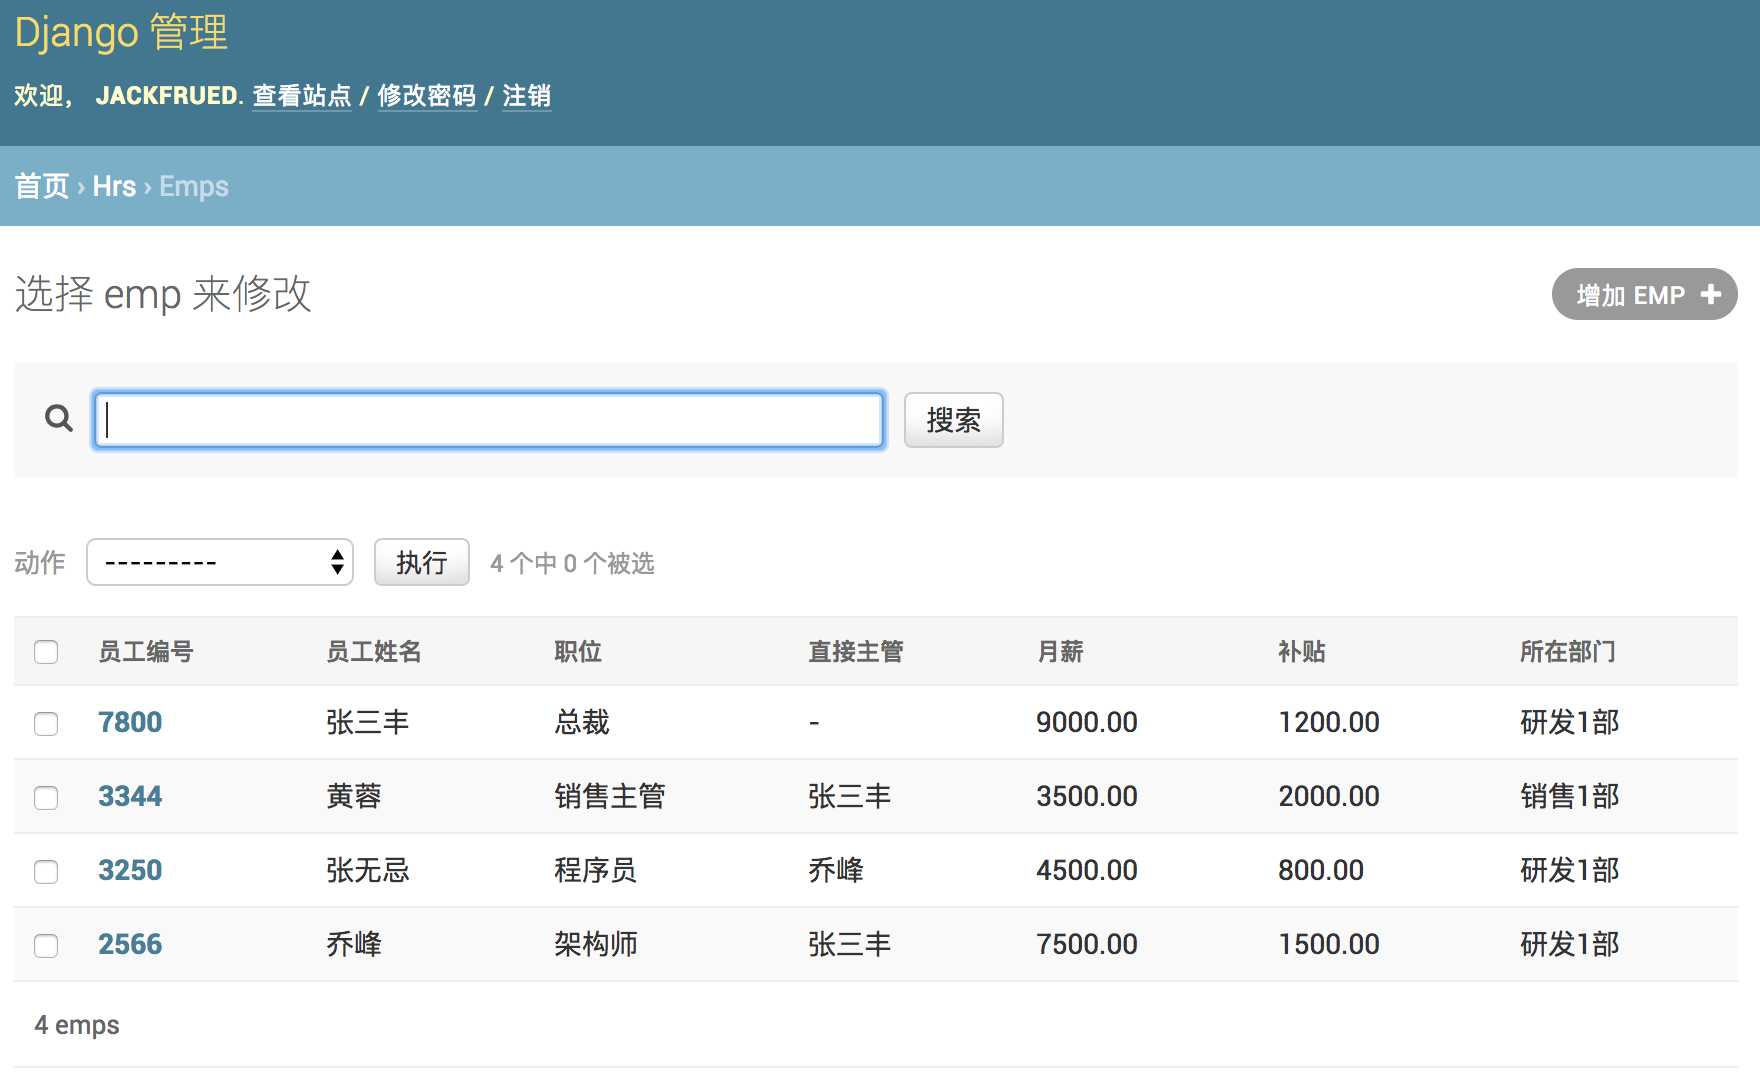 Django 管理
欢迎， JACKFRUED. 查看站点 / 修改密码 / 注销
首页 › Hrs › Emps
选择 emp 来修改
增加 EMP
搜索
动作 --------- 执行 4 个中 0 个被选
员工编号 员工姓名 职位 直接主管 月薪 补贴 所在部门
7800 张三丰 总裁 - 9000.00 1200.00 研发1部
3344 黄蓉 销售主管 张三丰 3500.00 2000.00 销售1部
3250 张无忌 程序员 乔峰 4500.00 800.00 研发1部
2566 乔峰 架构师 张三丰 7500.00 1500.00 研发1部
4 emps